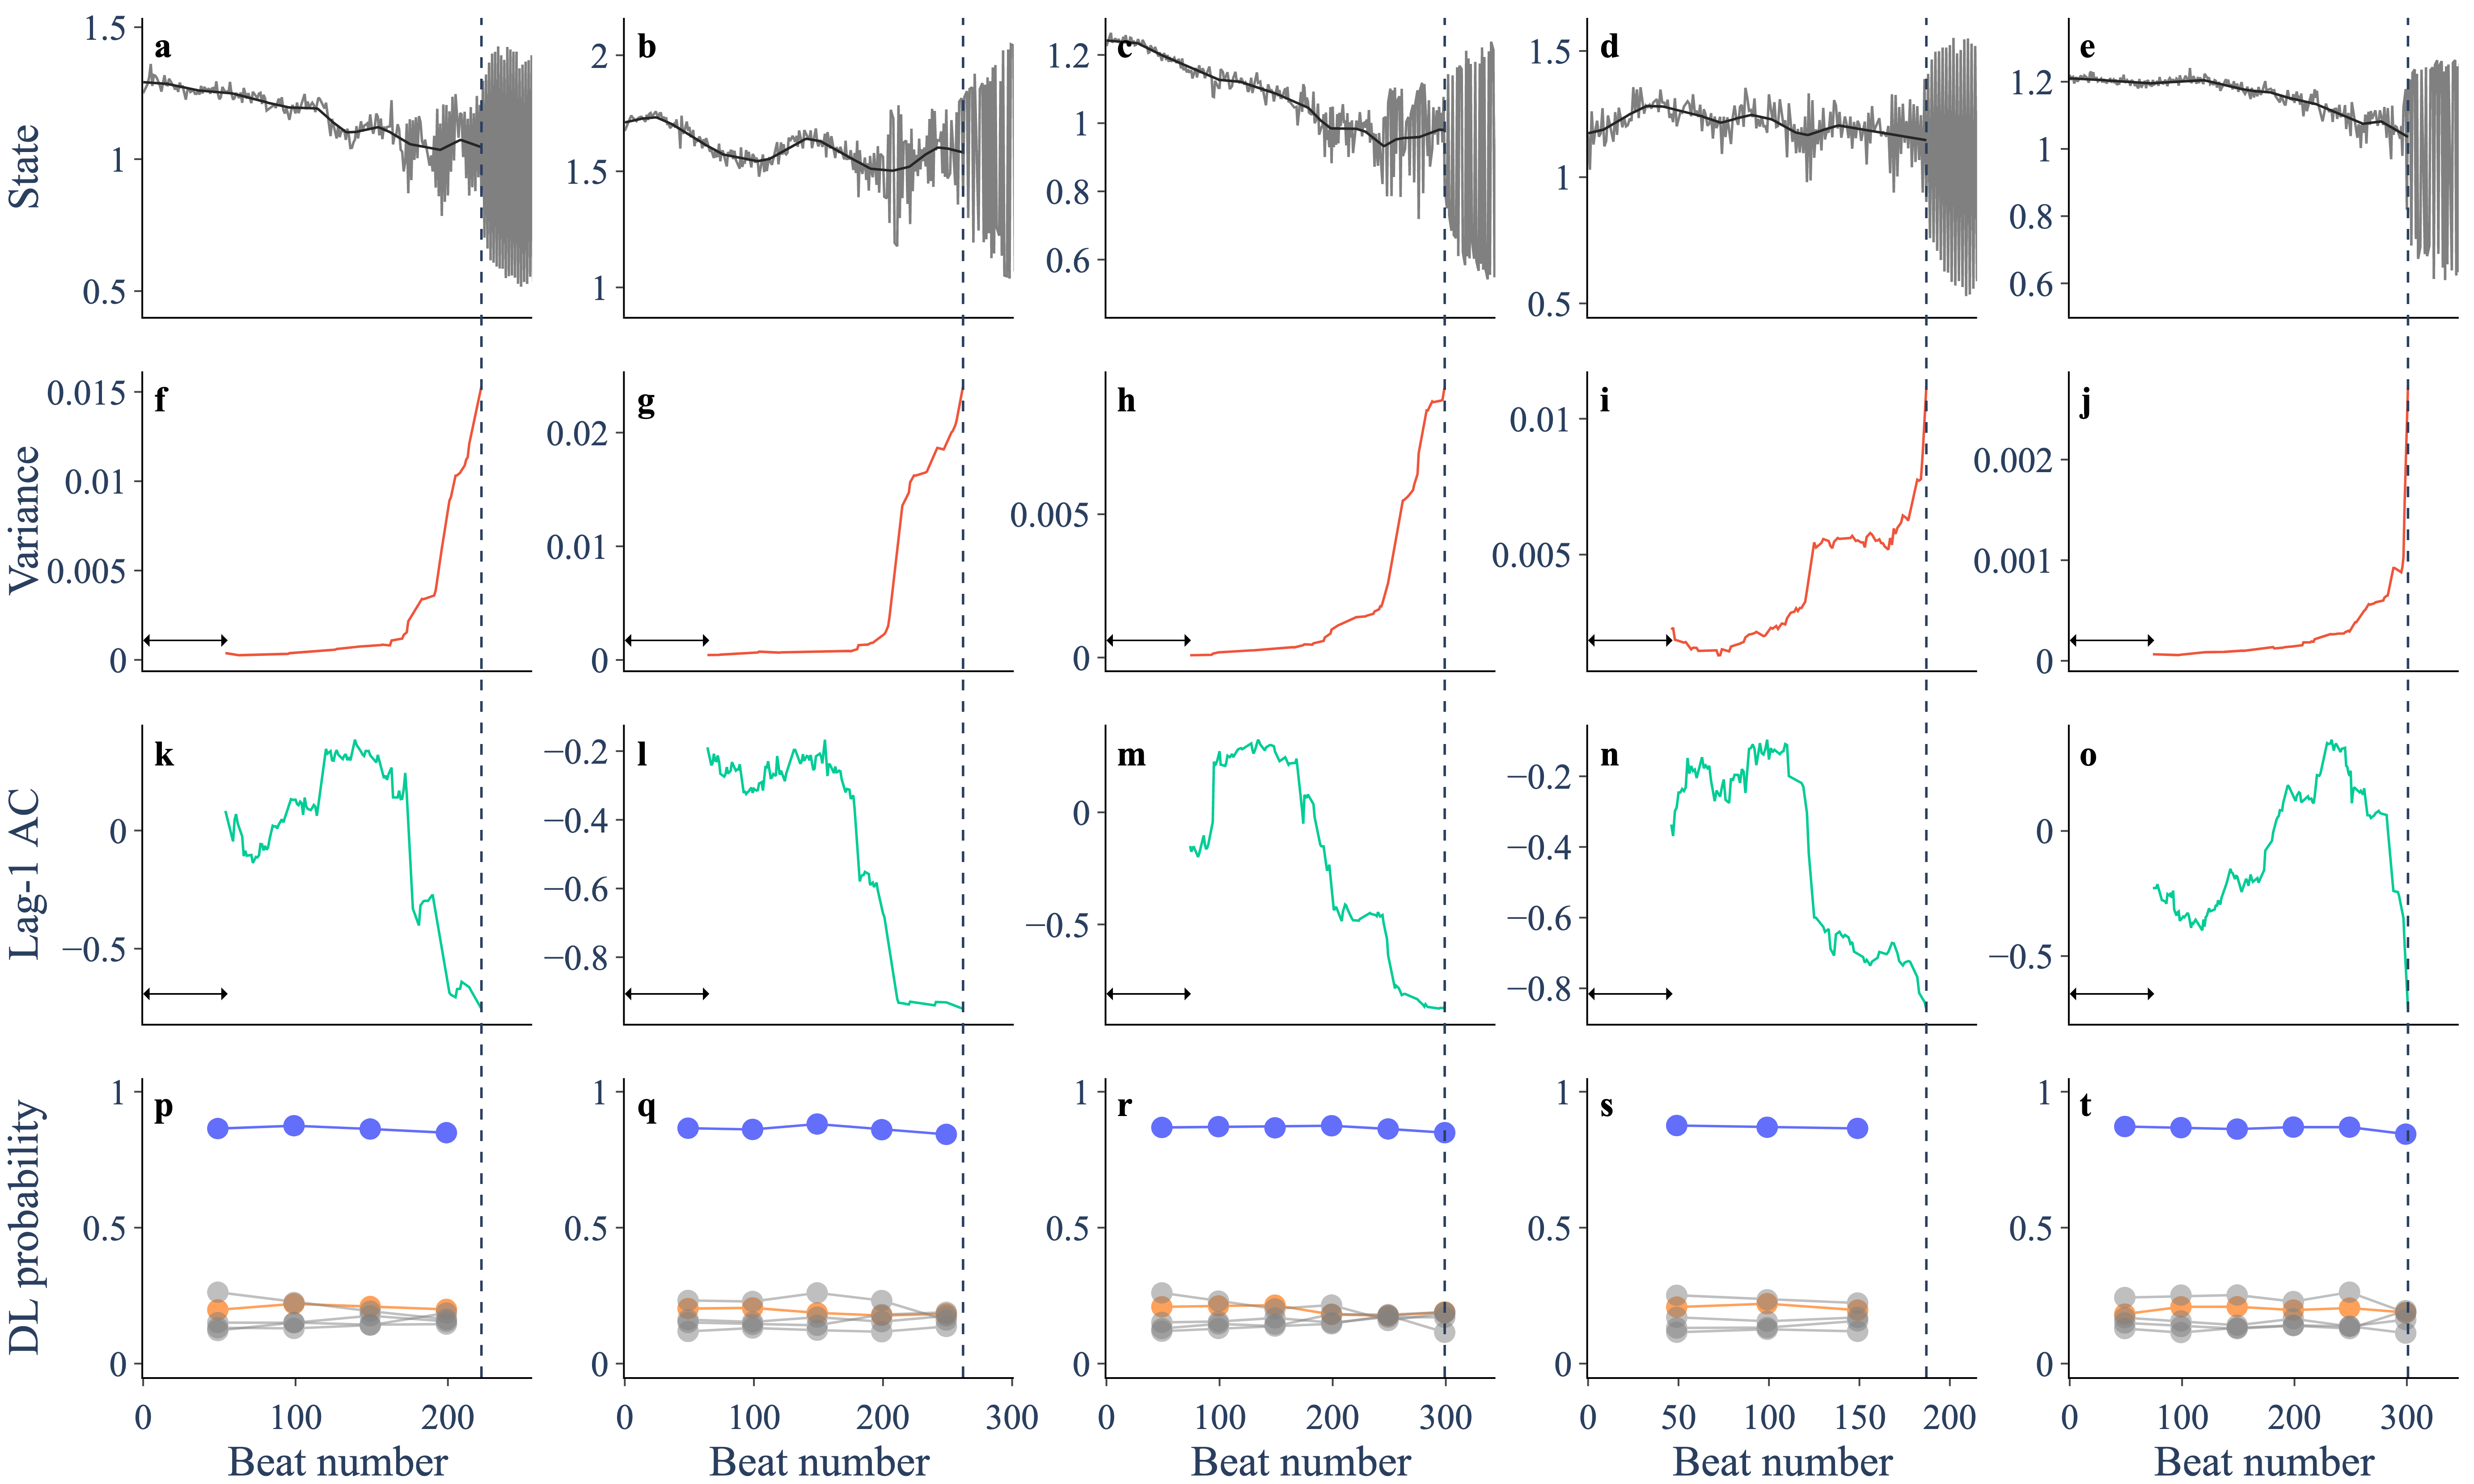 State
a
1.5
1
0.5
b
2
1.5
1
c
1.2
1
0.8
0.6
d
1.5
1
0.5
e
1.2
1
0.8
0.6
Variance
f
0.015
0.01
0.005
0
g
0.02
0.01
0
h
0.005
0
i
0.01
0.005
j
0.002
0.001
0
Lag-1 AC
k
0
−0.5
l
−0.2
−0.4
−0.6
−0.8
m
0
−0.5
n
−0.2
−0.4
−0.6
−0.8
o
0
−0.5
DL probability
p
1
0.5
0
q
1
0.5
0
r
1
0.5
0
s
1
0.5
0
t
1
0.5
0
0 100 200
0 100 200 300
0 100 200 300
0 50 100 150 200
0 100 200 300
Beat number
Beat number
Beat number
Beat number
Beat number